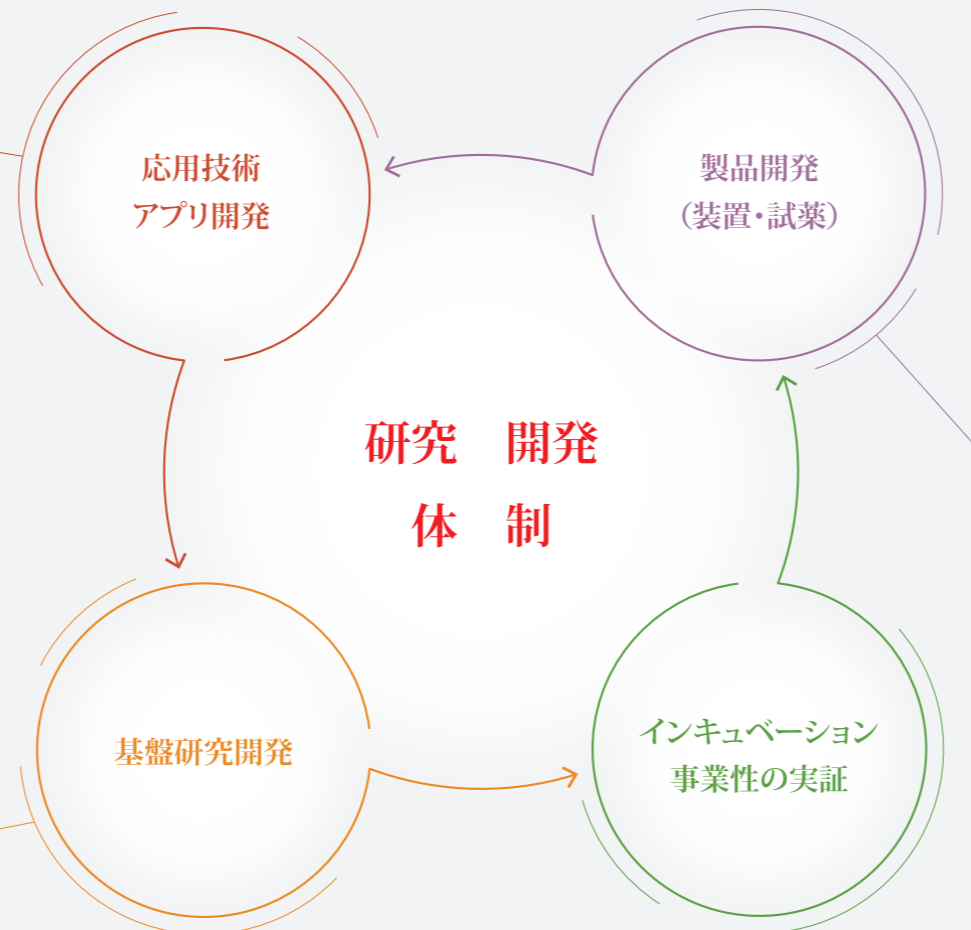 応用技術
アプリ開発
製品開発
（装置・試薬）
研究　開発
体　制
基盤研究開発
インキュベーション
事業性の実証